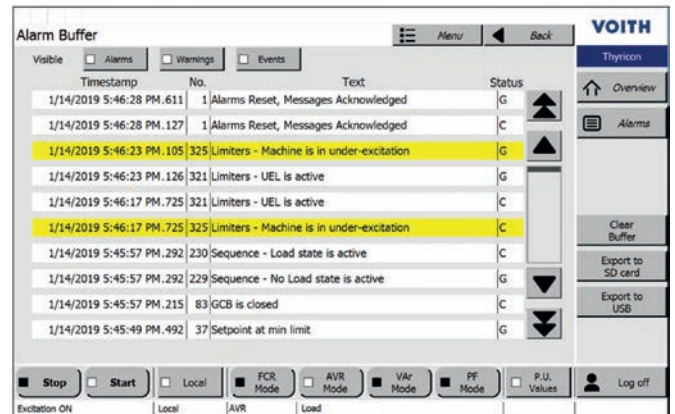 Alarm Buffer
Menu
Back
VOITH
Visible
Alarms
Warnings
Events
Thyricon
Timestamp No. Text Status
Overview
1/14/2019 5:46:28 PM.611 1 Alarms Reset, Messages Acknowledged G
1/14/2019 5:46:28 PM.127 1 Alarms Reset, Messages Acknowledged C
Alarms
1/14/2019 5:46:23 PM.105 325 Limiters - Machine is in under-excitation G
1/14/2019 5:46:23 PM.126 321 Limiters - UEL is active G
1/14/2019 5:46:17 PM.725 321 Limiters - UEL is active C
1/14/2019 5:46:17 PM.725 325 Limiters - Machine is in under-excitation C
Clear
Buffer
1/14/2019 5:45:57 PM.292 230 Sequence - Load state is active C
Export to
SD card
1/14/2019 5:45:57 PM.292 229 Sequence - No Load state is active G
1/14/2019 5:45:57 PM.215 83 GCB is closed C
Export to
USB
1/14/2019 5:45:49 PM.492 37 Setpoint at min limit G
Stop
Start
Local
FCR
Mode
AVR
Mode
VAr
Mode
PF
Mode
P.U.
Values
Log off
Excitation ON Local AVR Load